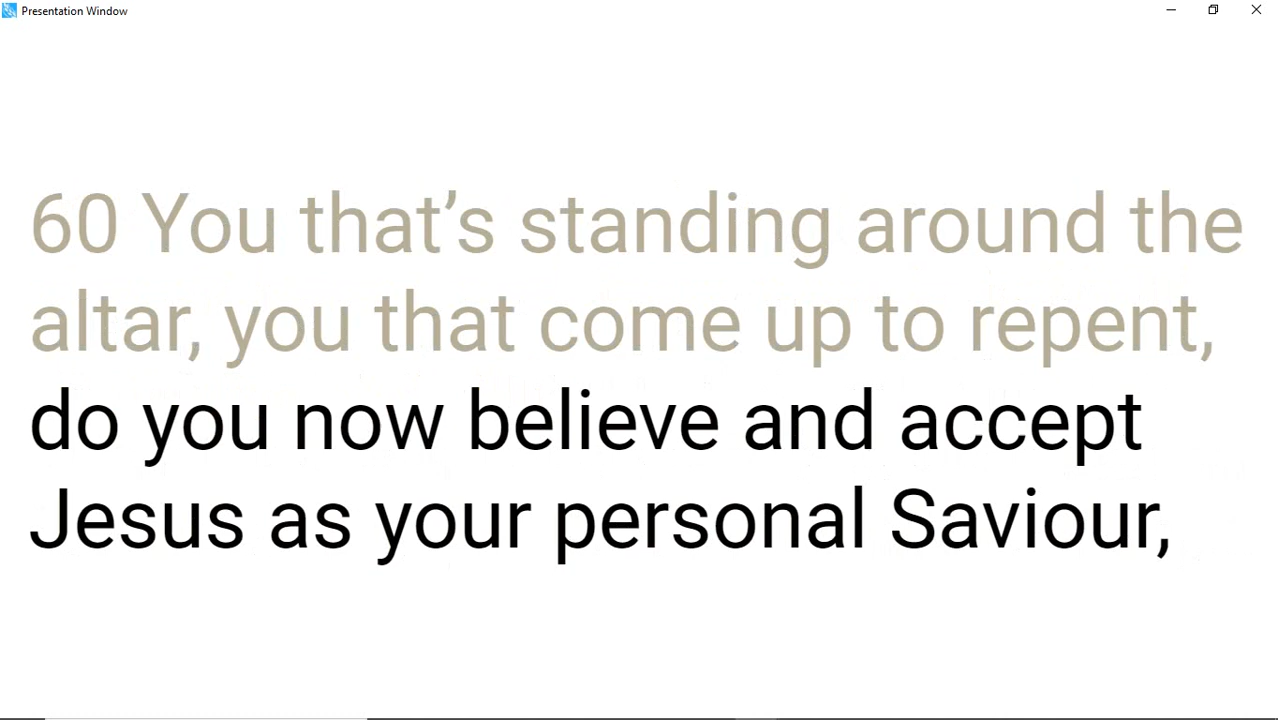 Presentation Window
60 You that’s standing around the
altar, you that come up to repent,
do you now believe and accept
Jesus as your personal Saviour,